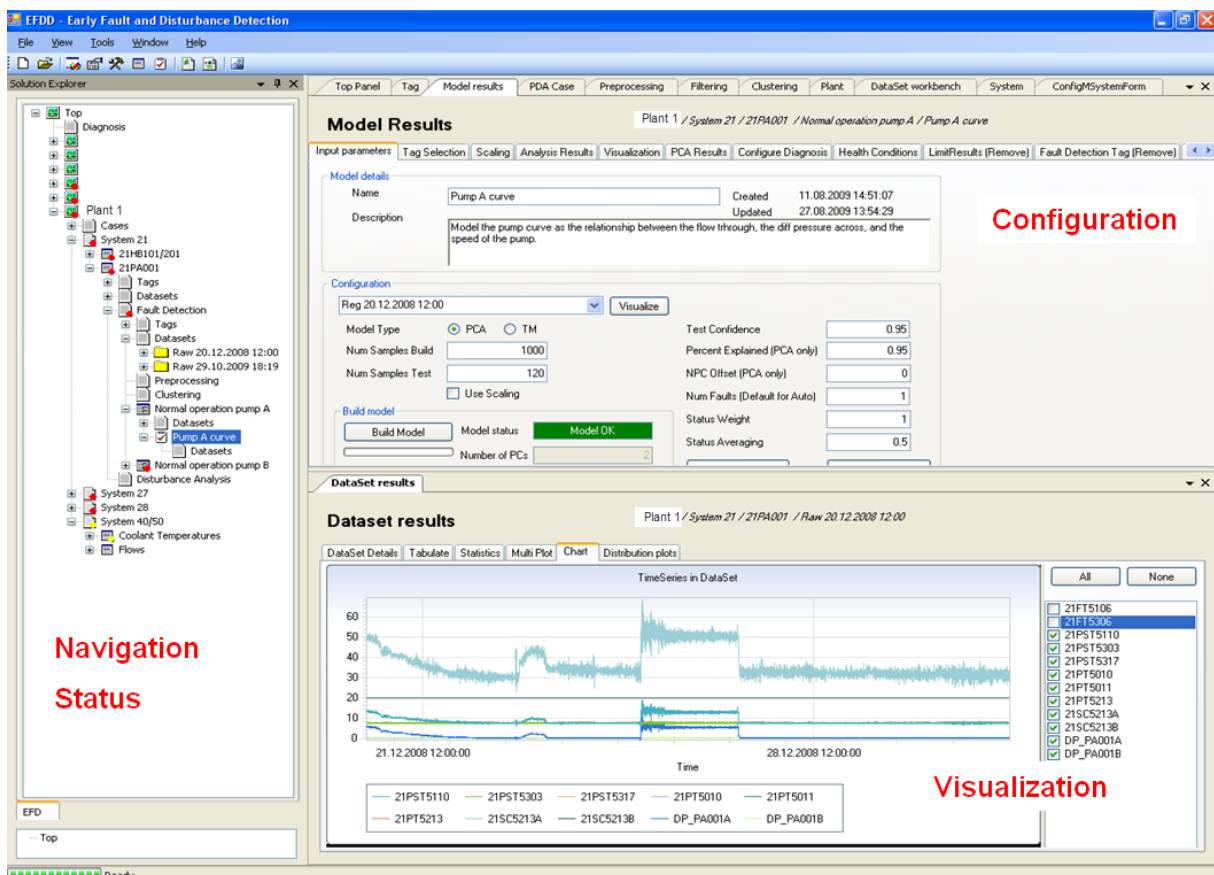 EFDD - Early Fault and Disturbance Detection
File View Tools Window Help
Solution Explorer
Top
Diagnosis
Plant 1
Cases
System 21
21HB101/201
21PA001
Tags
Datasets
Fault Detection
Tags
Datasets
Raw 20.12.2008 12:00
Raw 29.10.2009 18:19
Preprocessing
Clustering
Normal operation pump A
Datasets
Pump A curve
Datasets
Normal operation pump B
Disturbance Analysis
System 27
System 28
System 40/50
Coolant Temperatures
Flows
Navigation
Status
EFD
Top
Top Panel Tag Model results PDA Case Preprocessing Filtering Clustering Plant DataSet workbench System ConfigMSystemForm
Model Results
Plant 1 / System 21 / 21PA001 / Normal operation pump A / Pump A curve
Input parameters Tag Selection Scaling Analysis Results Visualization PCA Results Configure Diagnosis Health Conditions LimitResults (Remove) Fault Detection Tag (Remove)
Model details
Name Pump A curve Created 11.08.2009 14:51:07
Updated 27.08.2009 13:54:29
Description
Model the pump curve as the relationship between the flow trhrough, the diff pressure across, and the
speed of the pump.
Configuration
Configuration
Reg 20.12.2008 12:00 Visualize
Model Type PCA TM Test Confidence 0.95
Num Samples Build 1000 Percent Explained (PCA only) 0.95
Num Samples Test 120 NPC Offset (PCA only) 0
Use Scaling Num Faults (Default for Auto) 1
Build model Status Weight 1
Build Model Model status Model OK Status Averaging 0.5
Number of PCs 2
DataSet results
Dataset results
Plant 1 / System 21 / 21PA001 / Raw 20.12.2008 12:00
DataSet Details Tabulate Statistics Multi Plot Chart Distribution plots
TimeSeries in DataSet
60
50
40
30
20
10
0
21.12.2008 12:00:00 28.12.2008 12:00:00
Time
21PST5110 21PST5303 21PST5317 21PT5010 21PT5011
21PT5213 21SC5213A 21SC5213B DP_PA001A DP_PA001B
All None
21FT5106
21FT5306
21PST5110
21PST5303
21PST5317
21PT5010
21PT5011
21PT5213
21SC5213A
21SC5213B
DP_PA001A
DP_PA001B
Visualization
Ready